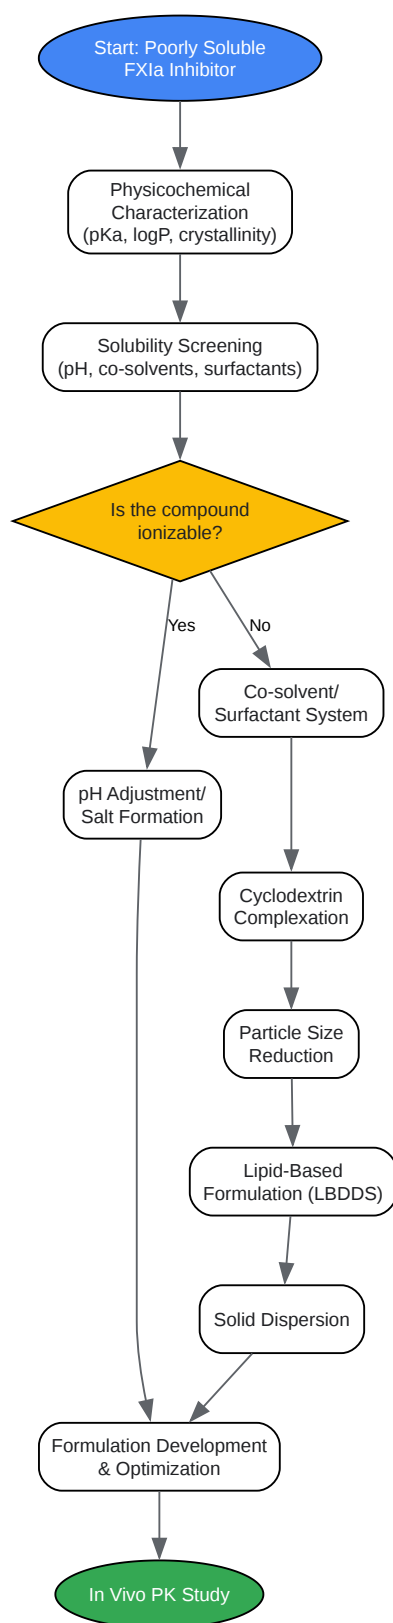 Start: Poorly Soluble
FXIa Inhibitor
Physicochemical
Characterization
(pKa, logP, crystallinity)
Solubility Screening
(pH, co-solvents, surfactants)
Is the compound
ionizable?
Yes
No
Co-solvent/
Surfactant System
pH Adjustment/
Salt Formation
Cyclodextrin
Complexation
Particle Size
Reduction
Lipid-Based
Formulation (LBDDS)
Solid Dispersion
Formulation Development
& Optimization
In Vivo PK Study